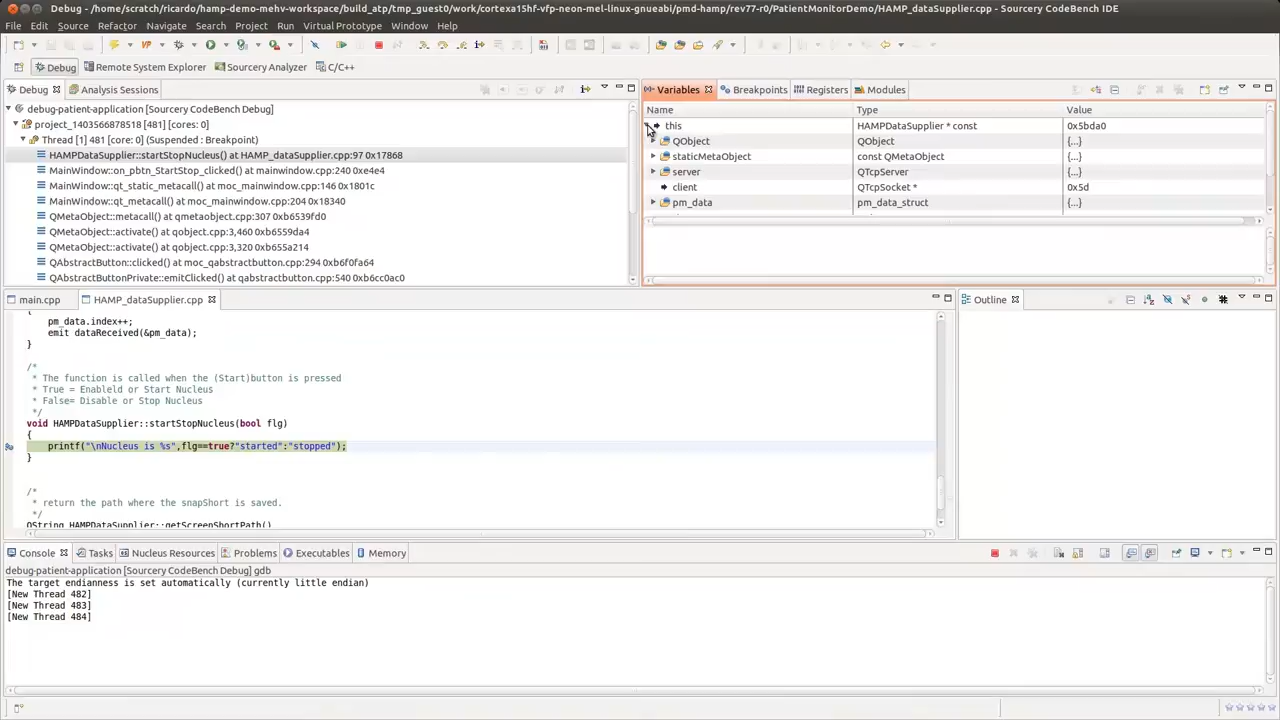 Debug - /home/scratch/ricardo/hamp-demo-mehv-workspace/build_atp/tmp_guest0/work/cortexa15hf-vfp-neon-mel-linux-gnueabi/pmd-hamp/rev77-r0/PatientMonitorDemo/HAMP_dataSupplier.cpp - Sourcery CodeBench IDE
File Edit Source Refactor Navigate Search Project Run Virtual Prototype Window Help
Debug Remote System Explorer Sourcery Analyzer C/C++
Debug Analysis Sessions
debug-patient-application [Sourcery CodeBench Debug]
project_1403566878518 [481] [cores: 0]
Thread [1] 481 [core: 0] (Suspended : Breakpoint)
HAMPDataSupplier::startStopNucleus() at HAMP_dataSupplier.cpp:97 0x17868
MainWindow::on_pbtn_StartStop_clicked() at mainwindow.cpp:240 0xe4e4
MainWindow::qt_static_metacall() at moc_mainwindow.cpp:146 0x1801c
MainWindow::qt_metacall() at moc_mainwindow.cpp:204 0x18340
QMetaObject::metacall() at qmetaobject.cpp:307 0xb6539fd0
QMetaObject::activate() at qobject.cpp:3,460 0xb6559da4
QMetaObject::activate() at qobject.cpp:3,320 0xb655a214
QAbstractButton::clicked() at moc_qabstractbutton.cpp:294 0xb6f0fa64
QAbstractButtonPrivate::emitClicked() at qabstractbutton.cpp:540 0xb6cc0ac0
Variables Breakpoints Registers Modules
Name Type Value
this HAMPDataSupplier * const 0x5bda0
QObject QObject {...}
staticMetaObject const QMetaObject {...}
server QTcpServer {...}
client QTcpSocket * 0x5d
pm_data pm_data_struct {...}
main.cpp HAMP_dataSupplier.cpp
{
pm_data.index++;
emit dataReceived(&pm_data);
}
/*
* The function is called when the (Start)button is pressed
* True = Enableld or Start Nucleus
* False= Disable or Stop Nucleus
*/
void HAMPDataSupplier::startStopNucleus(bool flg)
{
printf("\nNucleus is %s",flg==true?"started":"stopped");
}
/*
* return the path where the snapShort is saved.
*/
QString HAMPDataSupplier::getScreenShortPath()
Outline
Console Tasks Nucleus Resources Problems Executables Memory
debug-patient-application [Sourcery CodeBench Debug] gdb
The target endianness is set automatically (currently little endian)
[New Thread 482]
[New Thread 483]
[New Thread 484]